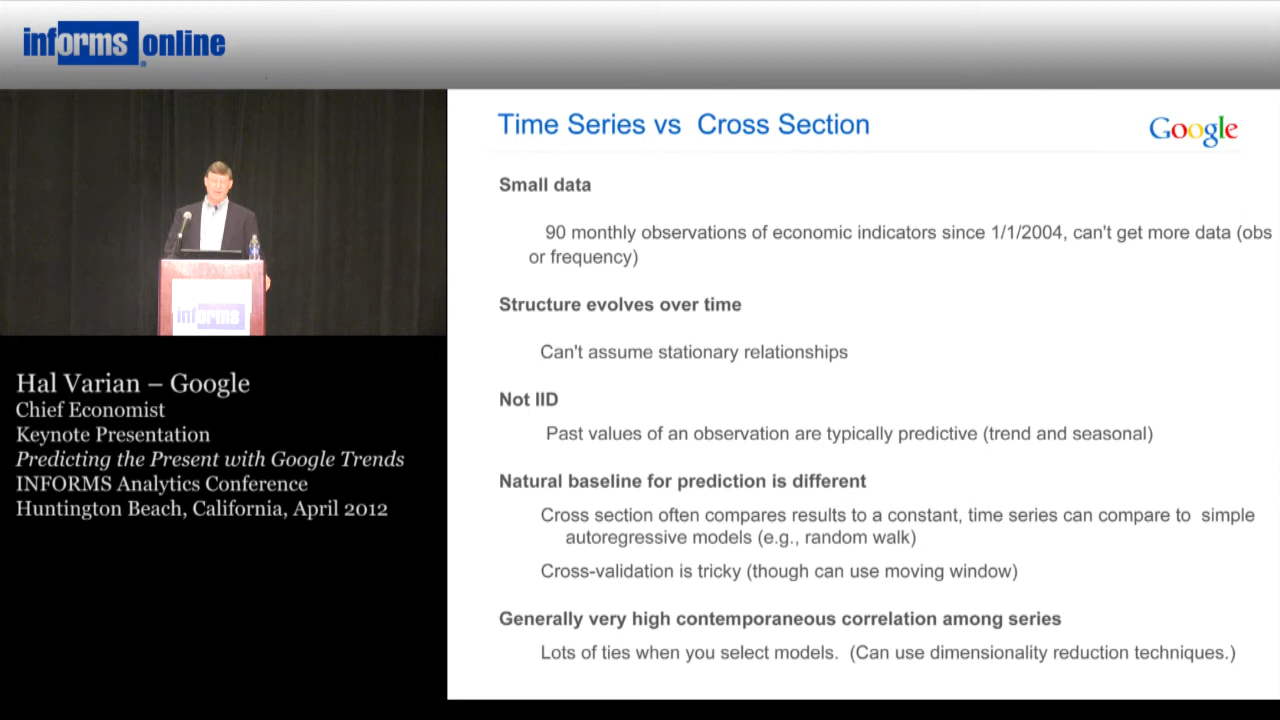 informs online
®
Time Series vs Cross Section
Google
Small data
90 monthly observations of economic indicators since 1/1/2004, can't get more data (obs
or frequency)
Structure evolves over time
Can't assume stationary relationships
Not IID
Past values of an observation are typically predictive (trend and seasonal)
Natural baseline for prediction is different
Cross section often compares results to a constant, time series can compare to simple
autoregressive models (e.g., random walk)
Cross-validation is tricky (though can use moving window)
Generally very high contemporaneous correlation among series
Lots of ties when you select models. (Can use dimensionality reduction techniques.)
informs
Hal Varian – Google
Chief Economist
Keynote Presentation
Predicting the Present with Google Trends
INFORMS Analytics Conference
Huntington Beach, California, April 2012